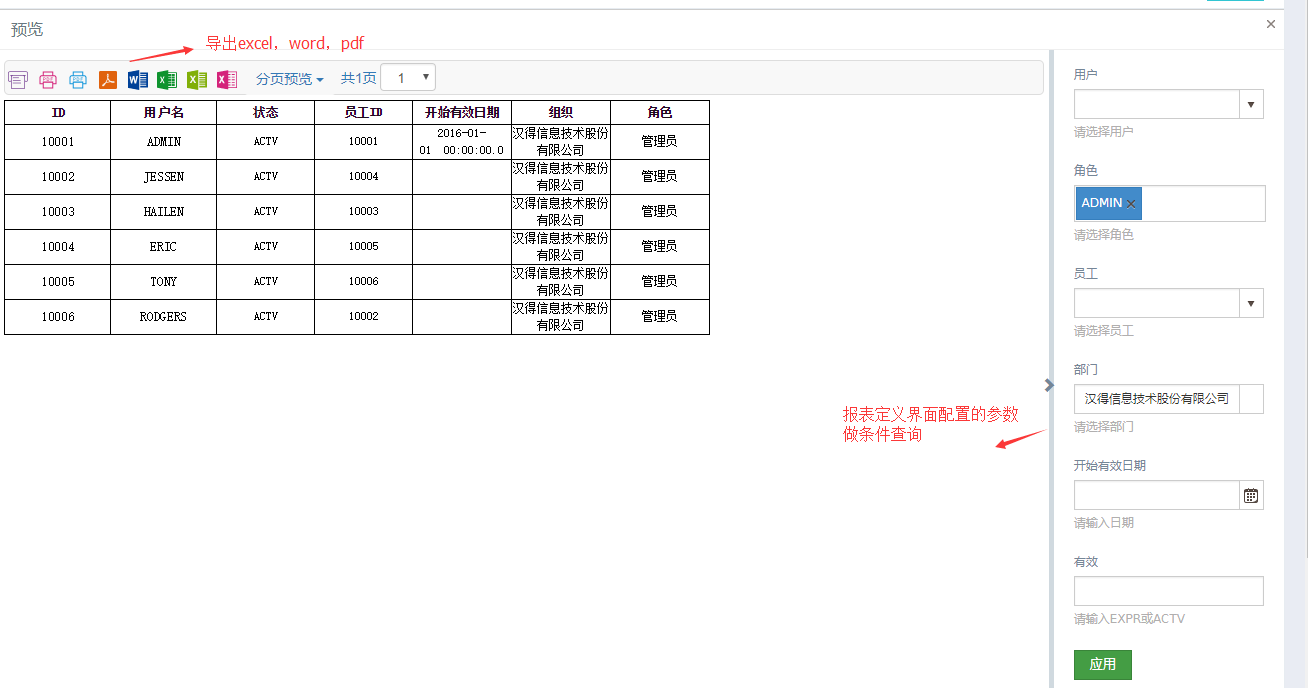 预览
×
导出excel，word，pdf
分页预览 共1页 1
ID 用户名 状态 员工ID 开始有效日期 组织 角色
10001 ADMIN ACTV 10001 2016-01- 汉得信息技术股份 管理员
01 00:00:00.0 有限公司
10002 JESSEN ACTV 10004 汉得信息技术股份 管理员
有限公司
10003 HAILEN ACTV 10003 汉得信息技术股份 管理员
有限公司
10004 ERIC ACTV 10005 汉得信息技术股份 管理员
有限公司
10005 TONY ACTV 10006 汉得信息技术股份 管理员
有限公司
10006 RODGERS ACTV 10002 汉得信息技术股份 管理员
有限公司
报表定义界面配置的参数
做条件查询
用户
请选择用户
角色
ADMIN ×
请选择角色
员工
请选择员工
部门
汉得信息技术股份有限公司
请选择部门
开始有效日期
请输入日期
有效
请输入EXPR或ACTV
应用